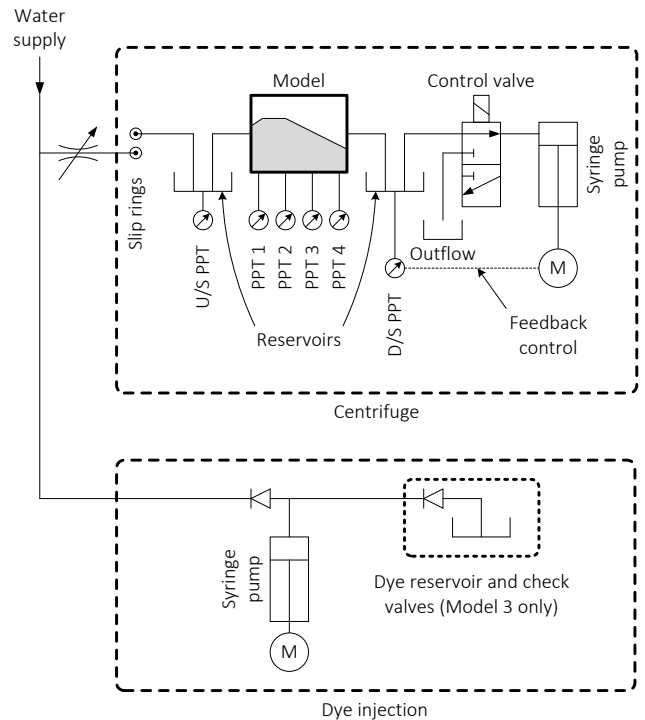 Water
supply
Model
Control valve
Slip rings
Syringe
pump
U/S PPT
PPT 1
PPT 2
PPT 3
PPT 4
D/S PPT
Outflow
M
Reservoirs
Feedback
control
Centrifuge
Syringe
pump
M
Dye reservoir and check
valves (Model 3 only)
Dye injection